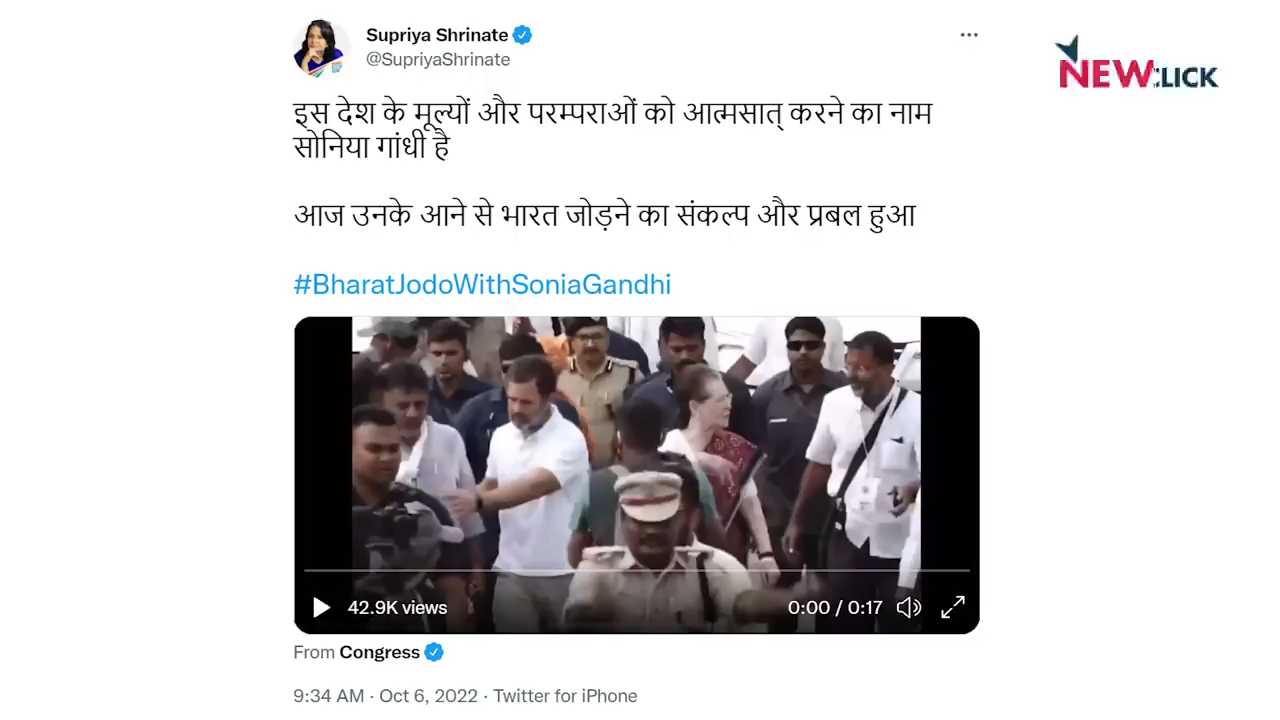 Supriya Shrinate
@SupriyaShrinate
NEWSCLICK
इस देश के मूल्यों और परम्पराओं को आत्मसात् करने का नाम
सोनिया गांधी है
आज उनके आने से भारत जोड़ने का संकल्प और प्रबल हुआ
#BharatJodoWithSoniaGandhi
42.9K views
0:00 / 0:17
From Congress
9:34 AM · Oct 6, 2022 · Twitter for iPhone